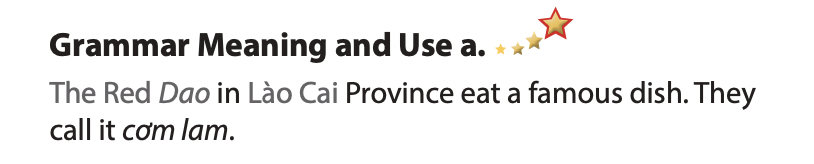 Grammar Meaning and Use a.
The Red Dao in Lào Cai Province eat a famous dish. They
call it cơm lam.